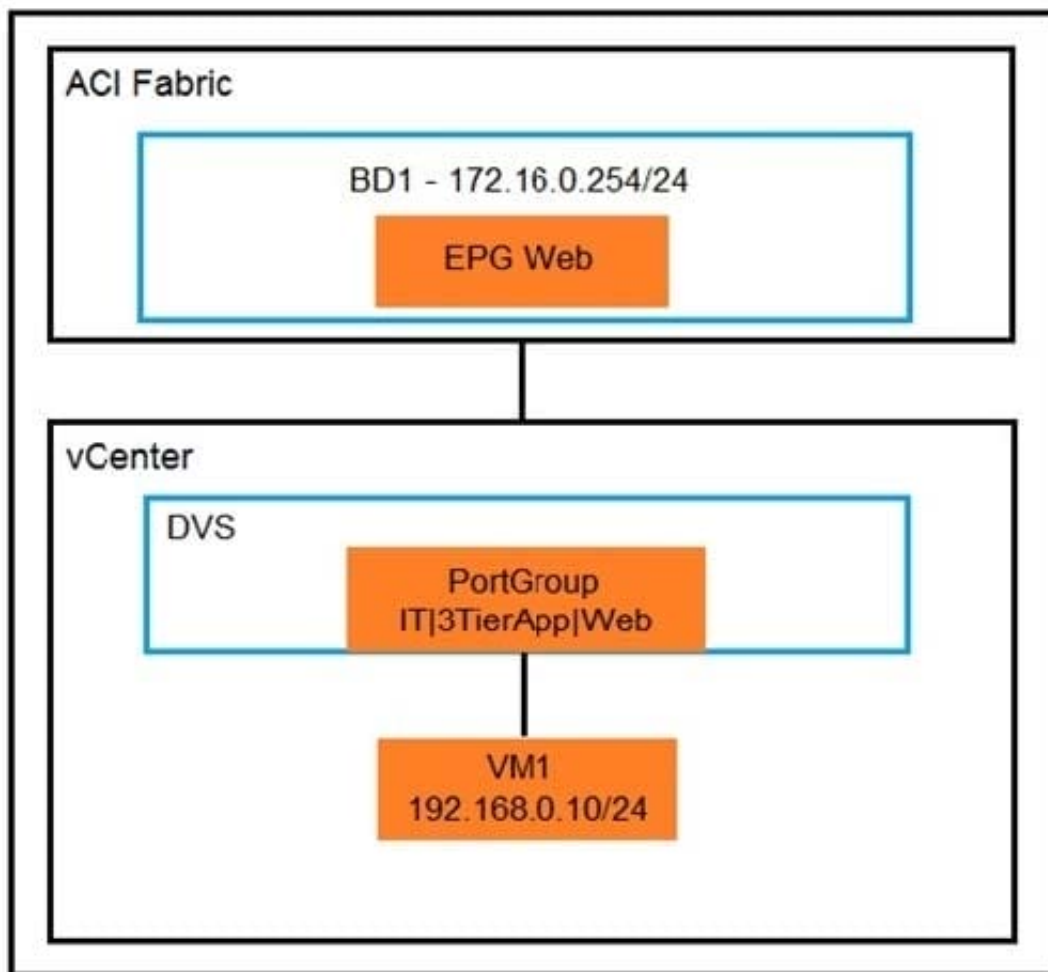 ACI Fabric
BD1 - 172.16.0.254/24
EPG Web
vCenter
DVS
PortGroup
IT|3TierApp|Web
VM1
192.168.0.10/24